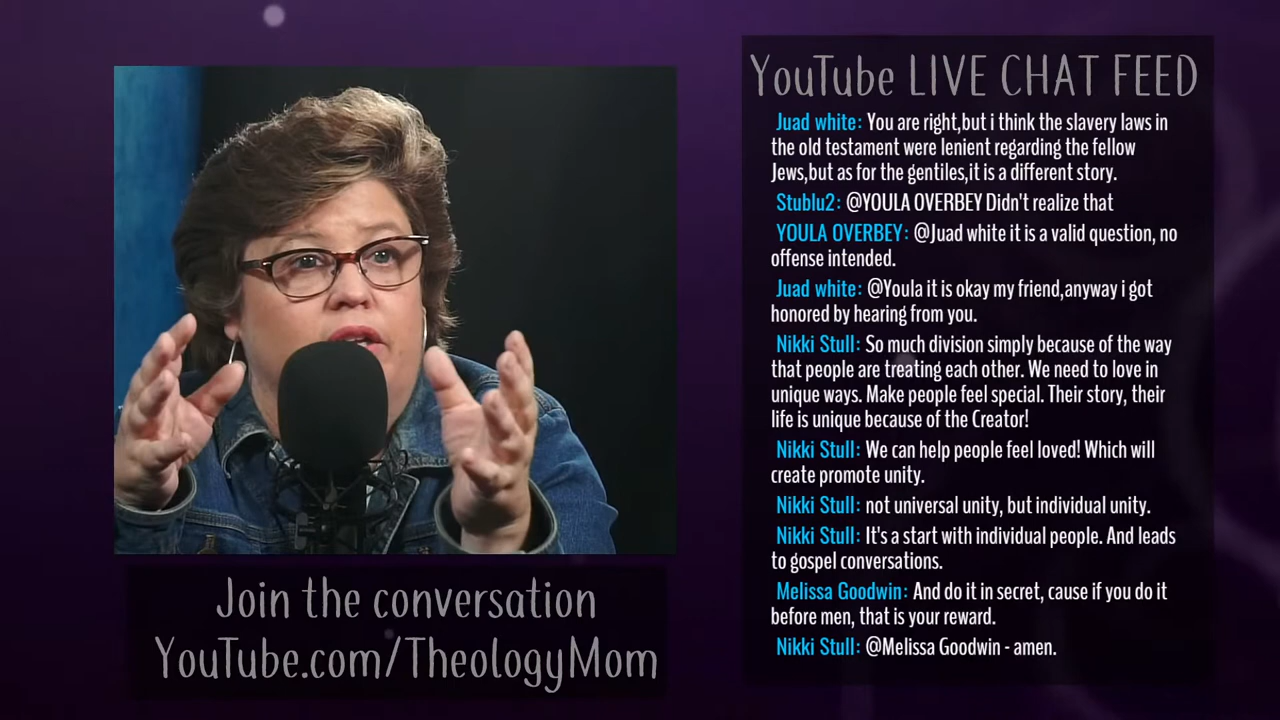 YouTube LIVE CHAT FEED
Juad white: You are right,but i think the slavery laws in
the old testament were lenient regarding the fellow
Jews,but as for the gentiles,it is a different story.
Stublu2: @YOULA OVERBEY Didn't realize that
YOULA OVERBEY: @Juad white it is a valid question, no
offense intended.
Juad white: @Youla it is okay my friend,anyway i got
honored by hearing from you.
Nikki Stull: So much division simply because of the way
that people are treating each other. We need to love in
unique ways. Make people feel special. Their story, their
life is unique because of the Creator!
Nikki Stull: We can help people feel loved! Which will
create promote unity.
Nikki Stull: not universal unity, but individual unity.
Nikki Stull: It's a start with individual people. And leads
to gospel conversations.
Melissa Goodwin: And do it in secret, cause if you do it
before men, that is your reward.
Nikki Stull: @Melissa Goodwin - amen.
Join the conversation
YouTube.com/TheologyMom